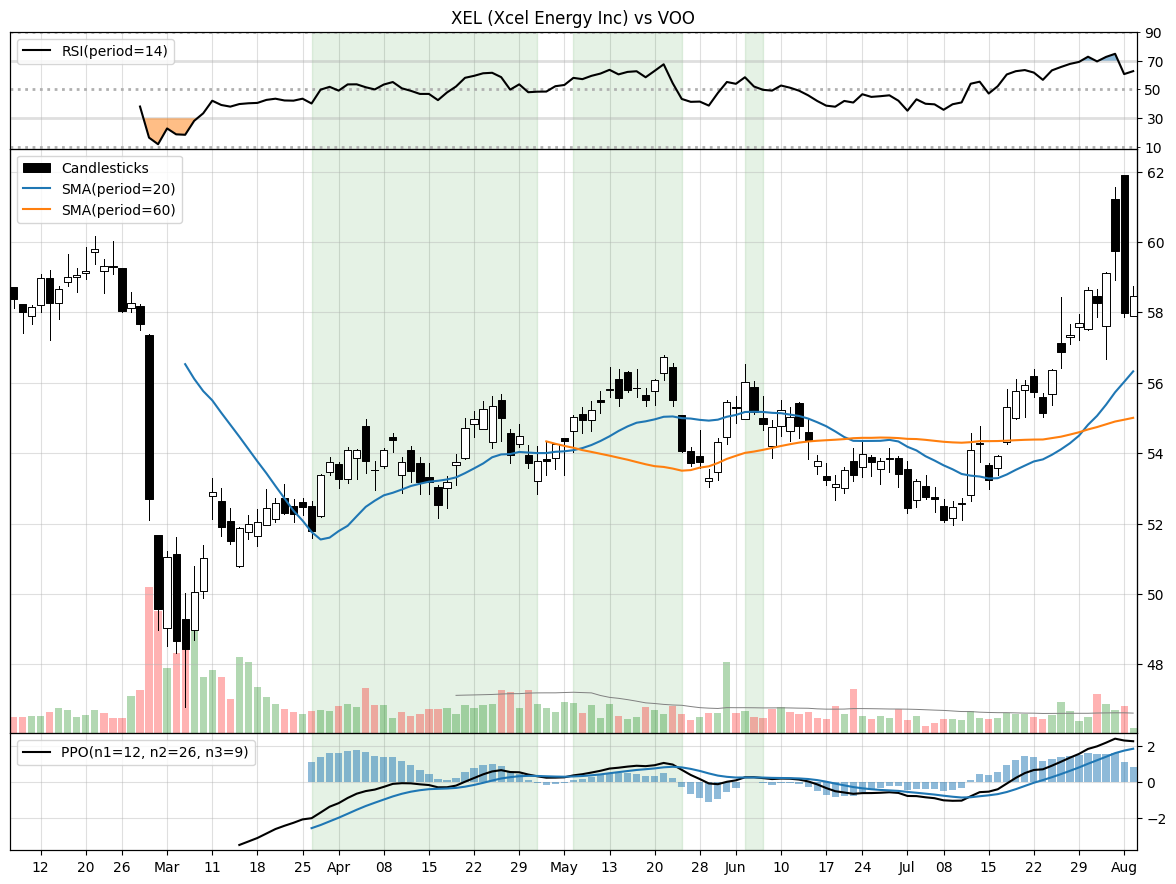 XEL (Xcel Energy Inc) vs VOO
RSI(period=14)
90
70
50
30
10
Candlesticks
SMA(period=20)
SMA(period=60)
62
60
58
56
54
52
50
48
PPO(n1=12, n2=26, n3=9)
2
0
−2
12 20 26 Mar 11 18 25 Apr 08 15 22 29 May 13 20 28 Jun 10 17 24 Jul 08 15 22 29 Aug